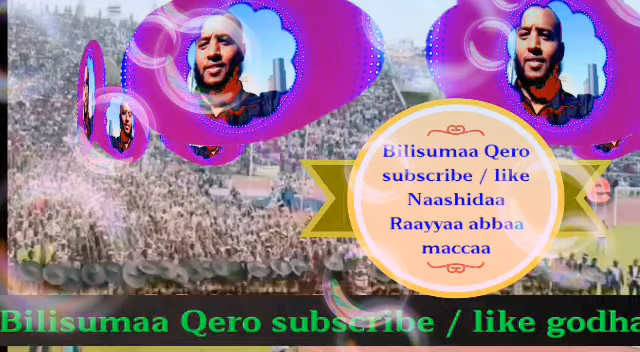 Bilisumaa Qero
subscribe / like
Naashidaa
Raayyaa abbaa
maccaa
e
Bilisumaa Qero subscribe / like godha